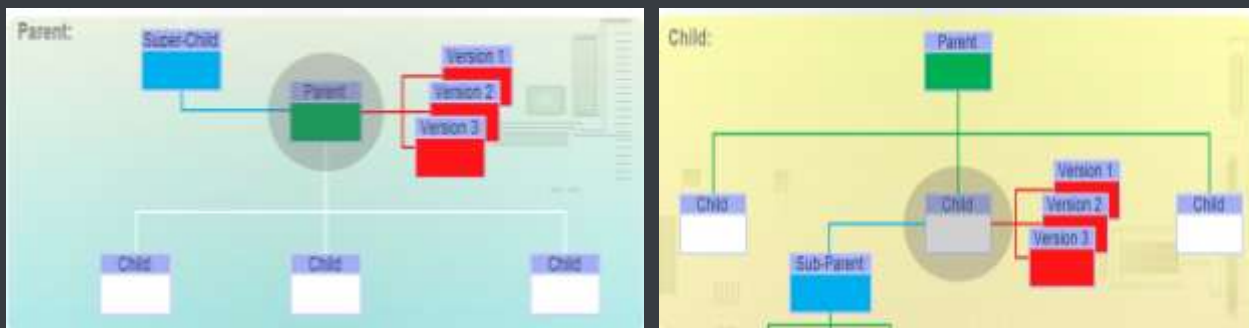 Parent:
Super-Child
Version 1
Parent
Version 2
Version 3
Child
Child
Child
Child:
Parent
Version 1
Child
Child
Version 2
Child
Version 3
Sub-Parent